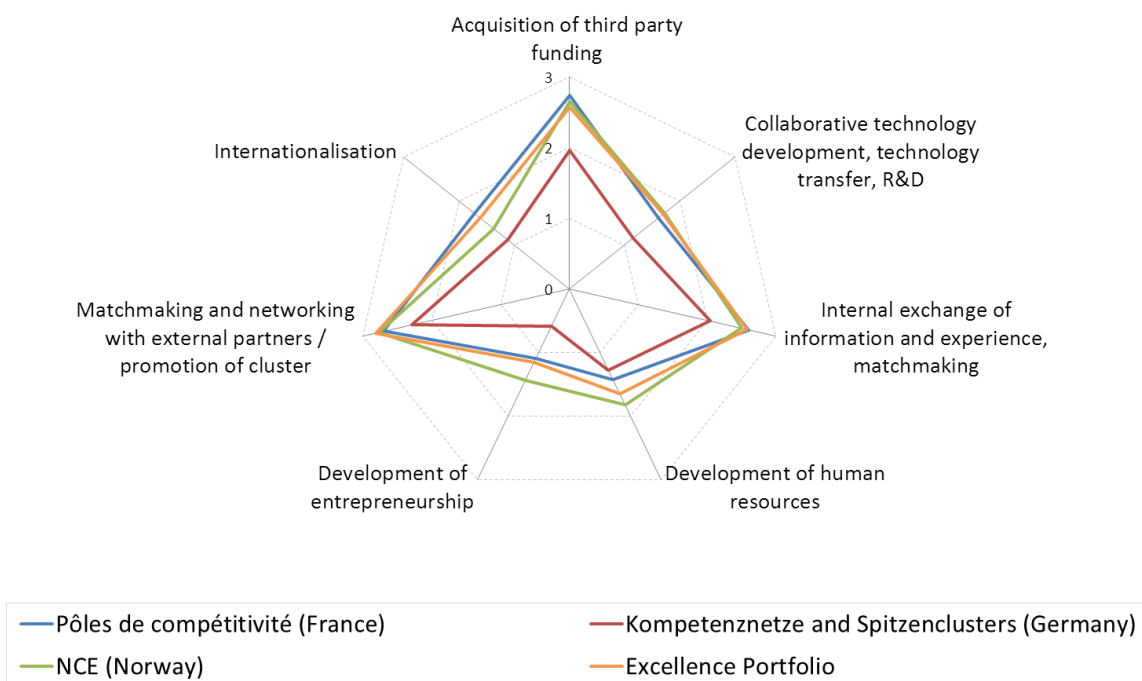 Acquisition of third party
funding
3
Collaborative technology
development, technology
transfer, R&D
Internationalisation
2
1
0
Matchmaking and networking
with external partners /
promotion of cluster
Internal exchange of
information and experience,
matchmaking
Development of
entrepreneurship
Development of human
resources
Pôles de compétitivité (France)
Kompetenznetze and Spitzenclusters (Germany)
NCE (Norway)
Excellence Portfolio